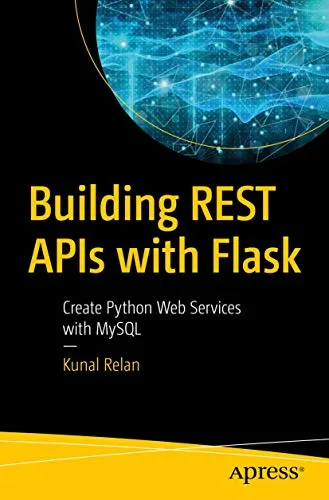 Building REST
APIs with Flask
Create Python Web Services
with MySQL
—
Kunal Relan
Apress®